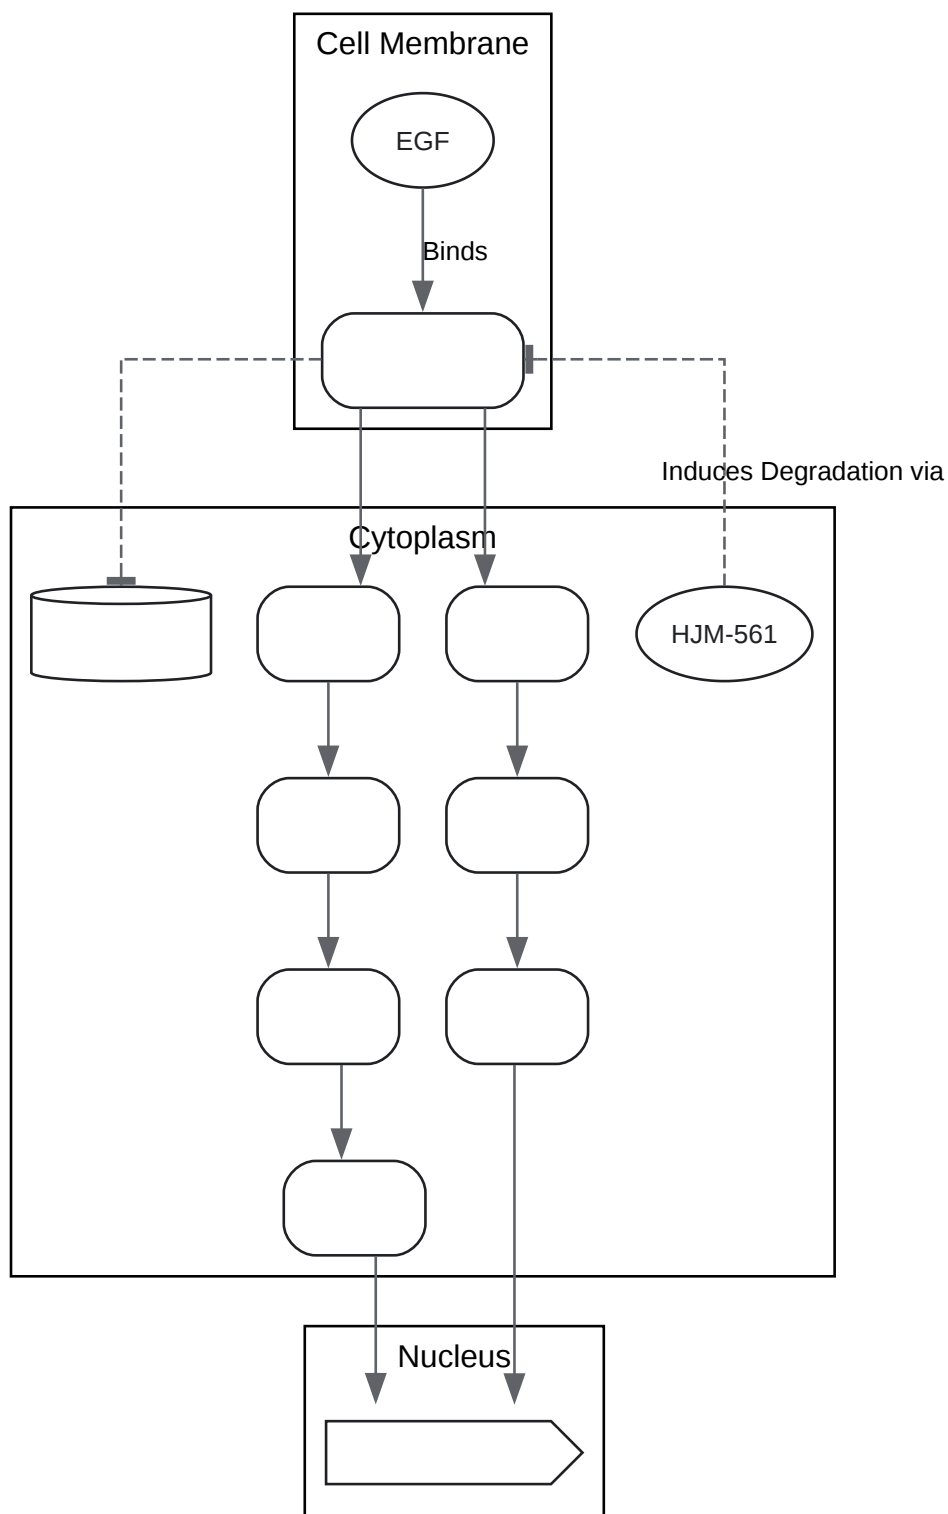 Cell Membrane
EGF
Binds
Induces Degradation via
Cytoplasm
HJM-561
Nucleus